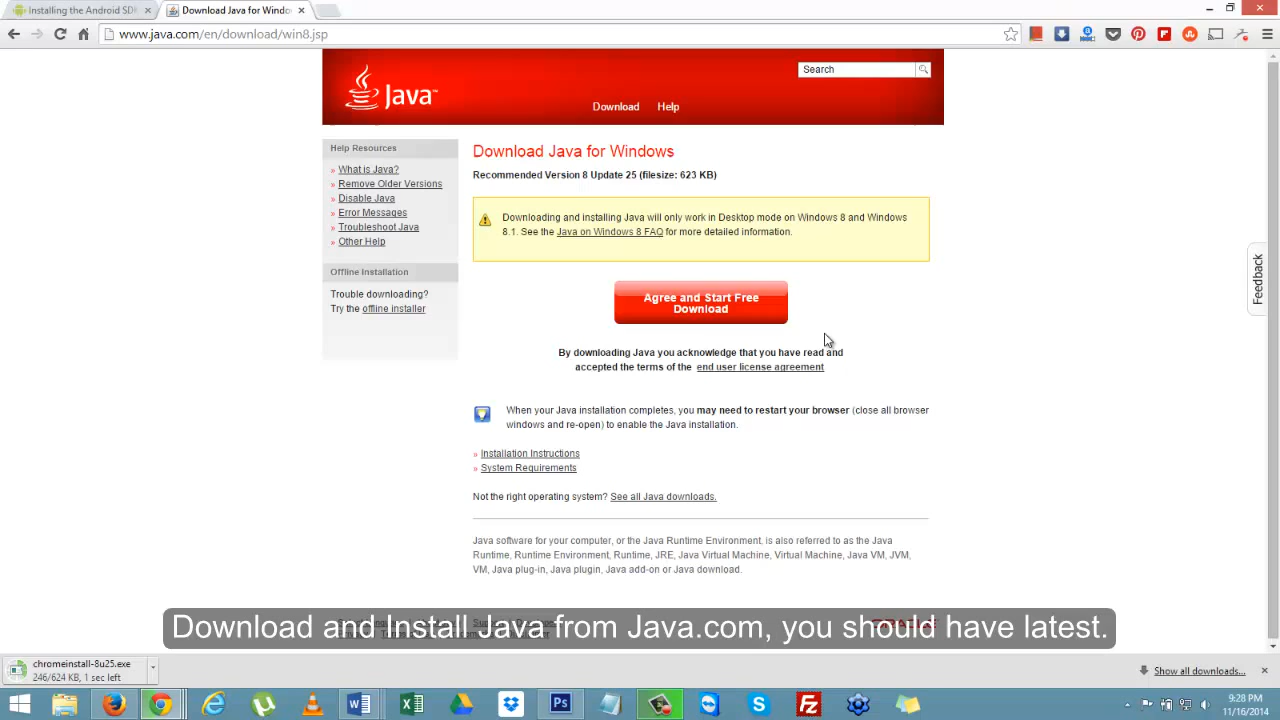 Installing the Android SDK
Download Java for Windo
www.java.com/en/download/win8.jsp
Java™
Search
Download Help
Help Resources
» What is Java?
» Remove Older Versions
» Disable Java
» Error Messages
» Troubleshoot Java
» Other Help
Offline Installation
Trouble downloading?
Try the offline installer
Download Java for Windows
Recommended Version 8 Update 25 (filesize: 623 KB)
Downloading and installing Java will only work in Desktop mode on Windows 8 and Windows
8.1. See the Java on Windows 8 FAQ for more detailed information.
Agree and Start Free
Download
By downloading Java you acknowledge that you have read and
accepted the terms of the end user license agreement
When your Java installation completes, you may need to restart your browser (close all browser
windows and re-open) to enable the Java installation.
» Installation Instructions
» System Requirements
Not the right operating system? See all Java downloads.
Java software for your computer, or the Java Runtime Environment, is also referred to as the Java
Runtime, Runtime Environment, Runtime, JRE, Java Virtual Machine, Virtual Machine, Java VM, JVM,
VM, Java plug-in, Java plugin, Java add-on or Java download.
Feedback
Download and Install Java from Java.com, you should have latest.
chromeinstall-8u25.exe
246/624 KB, 1 sec left
Show all downloads...
9:28 PM
11/16/2014